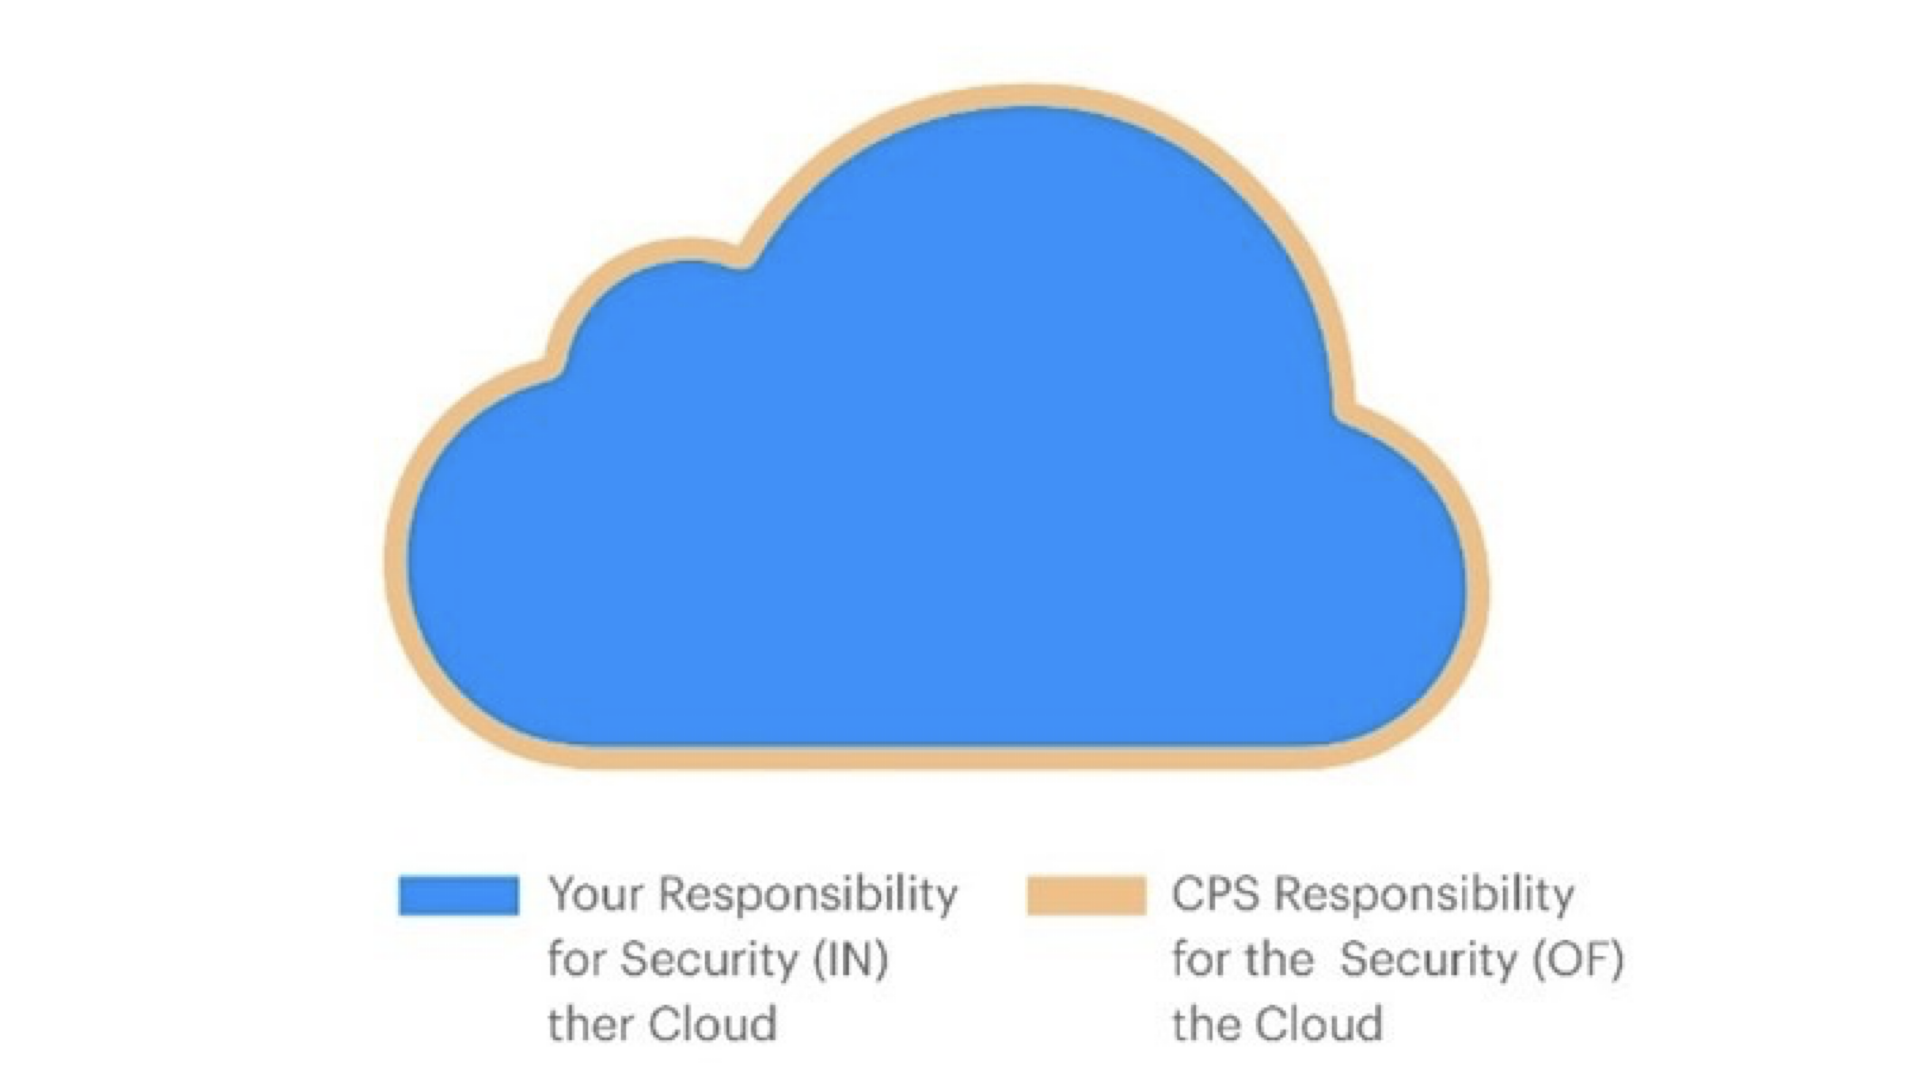 Your Responsibility
for Security (IN)
ther Cloud
CPS Responsibility
for the  Security (OF)
the Cloud